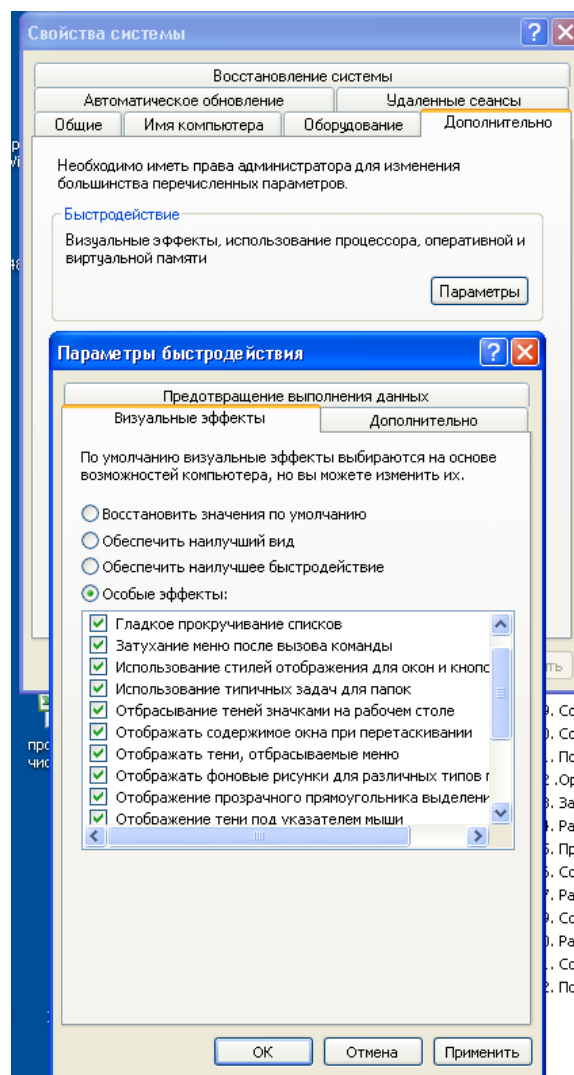 Свойства системы
Восстановление системы
Автоматическое обновление
Удаленные сеансы
Общие
Имя компьютера
Оборудование
Дополнительно
Необходимо иметь права администратора для изменения
большинства перечисленных параметров.
Быстродействие
Визуальные эффекты, использование процессора, оперативной и
виртуальной памяти
Параметры
Параметры быстродействия
Предотвращение выполнения данных
Визуальные эффекты
Дополнительно
По умолчанию визуальные эффекты выбираются на основе
возможностей компьютера, но вы можете изменить их.
Восстановить значения по умолчанию
Обеспечить наилучший вид
Обеспечить наилучшее быстродействие
Особые эффекты:
Гладкое прокручивание списков
Затухание меню после вызова команды
Использование стилей отображения для окон и кнопс
Использование типичных задач для папок
Отбрасывание теней значками на рабочем столе
Отображать содержимое окна при перетаскивании
Отображать тени, отбрасываемые меню
Отображать фоновые рисунки для различных типов г
Отображение прозрачного прямоугольника выделени
Отображение тени под указателем мыши
ОК
Отмена
Применить